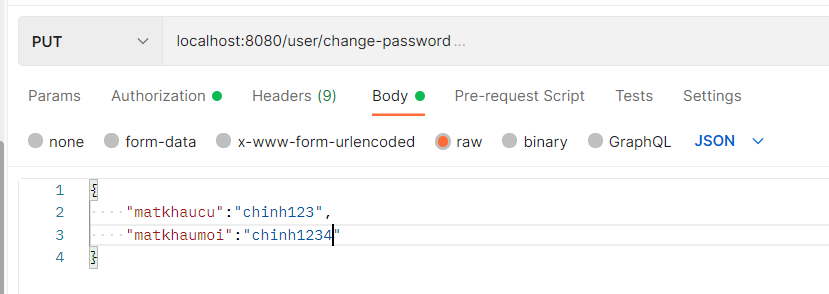 PUT localhost:8080/user/change-password...
Params Authorization Headers (9) Body Pre-request Script Tests Settings
none form-data x-www-form-urlencoded raw binary GraphQL JSON
1 {
2 ····"matkhaucu":"chinh123",
3 ····"matkhaumoi":"chinh1234"
4 }